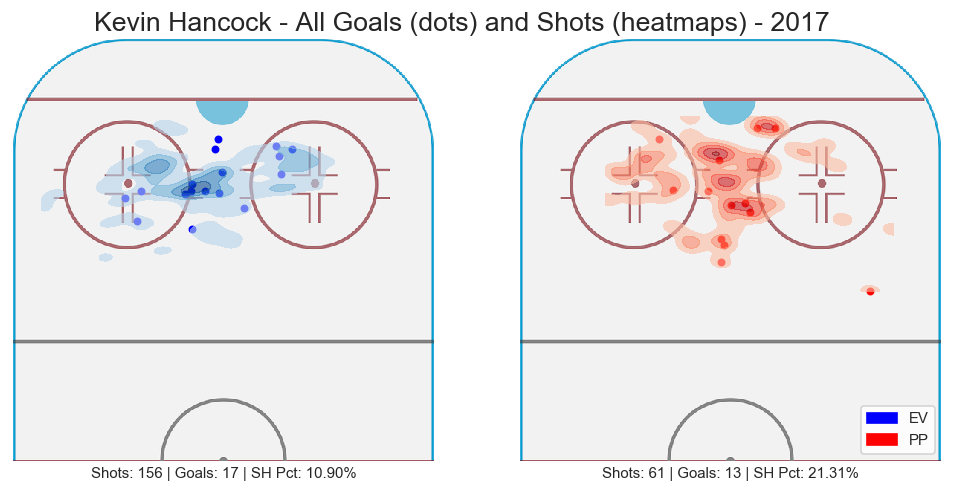 Kevin Hancock - All Goals (dots) and Shots (heatmaps) - 2017
EV
PP
Shots: 156 | Goals: 17 | SH Pct: 10.90%
Shots: 61 | Goals: 13 | SH Pct: 21.31%